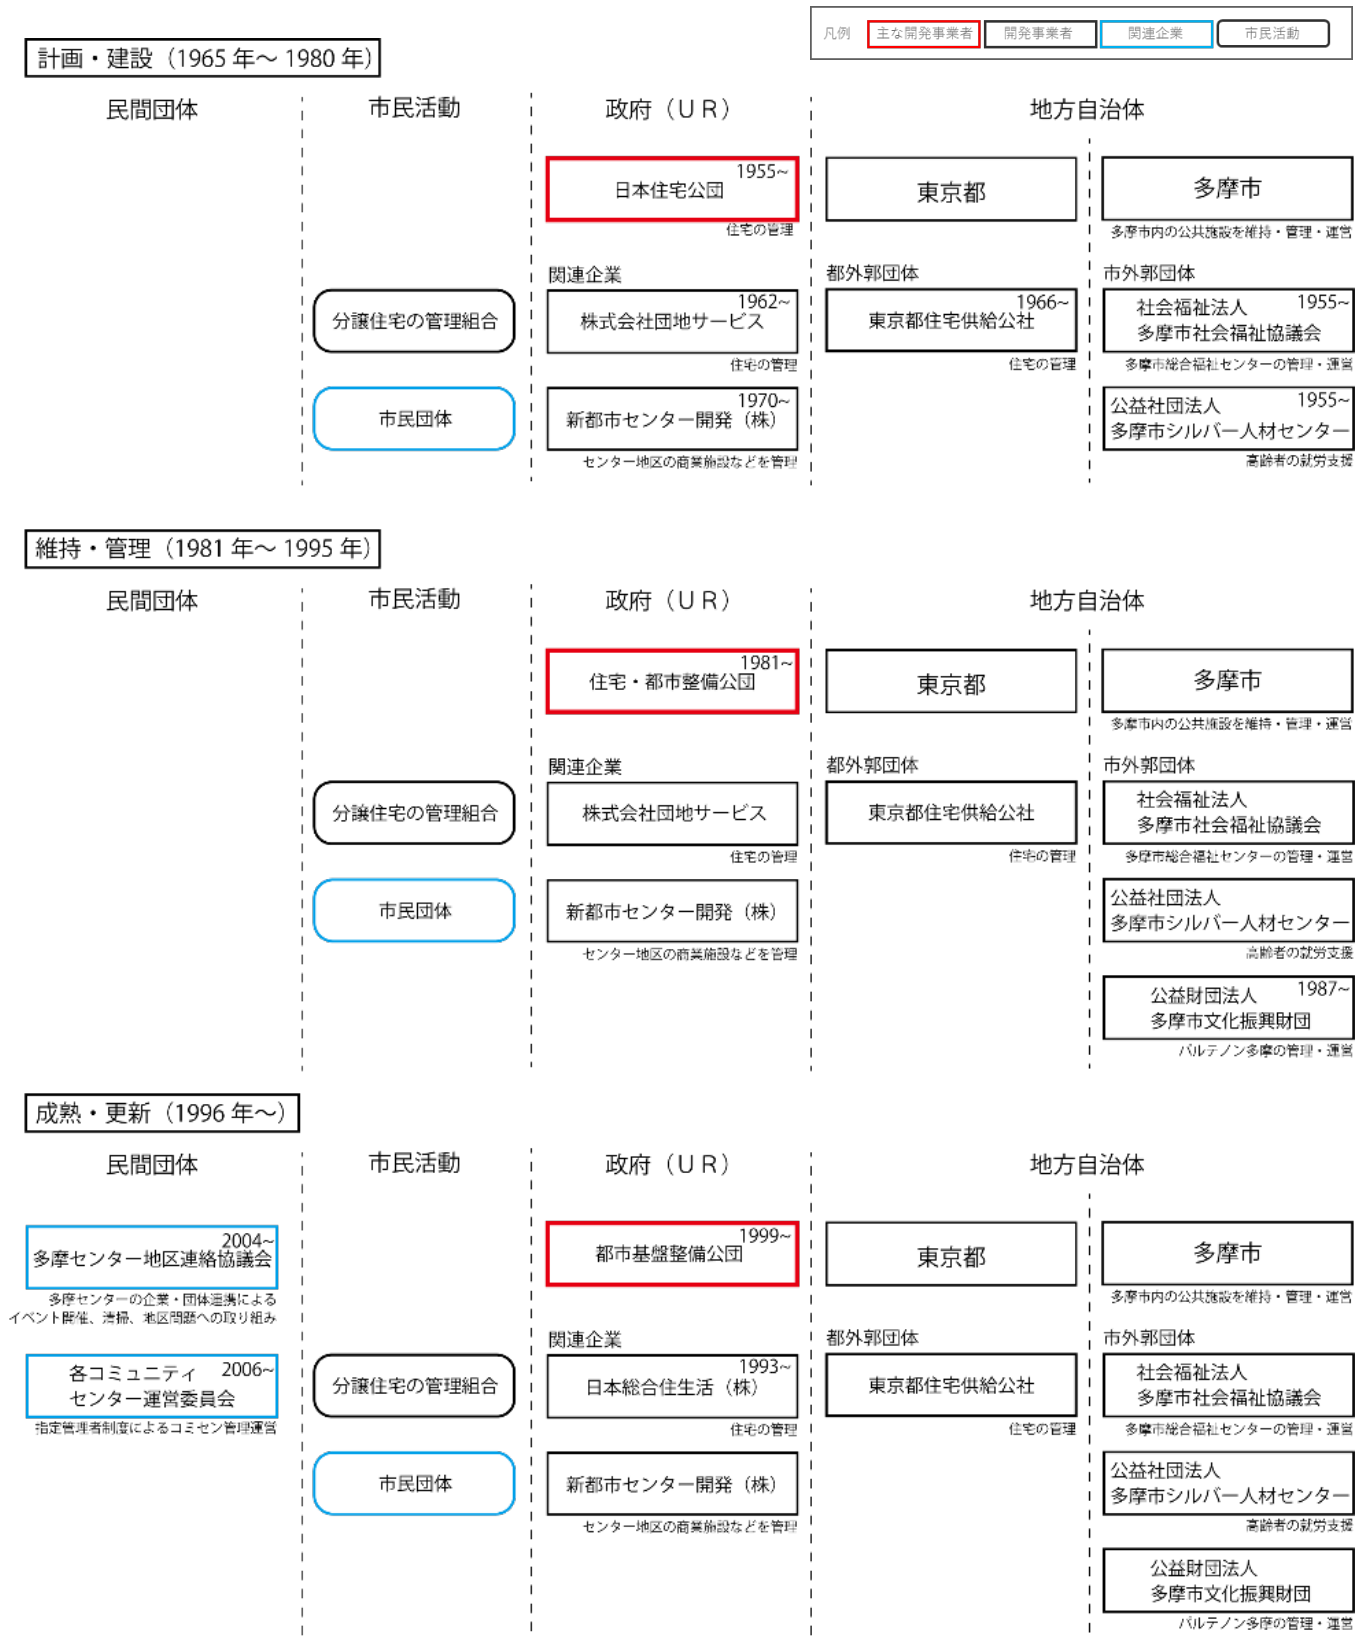 凡例 主な開発事業者 開発事業者 関連企業 市民活動
計画・建設（1965 年～ 1980 年）
民間団体 市民活動 政府（ＵＲ） 地方自治体
1955~
日本住宅公団
住宅の管理
東京都
多摩市
多摩市内の公共施設を維持・管理・運営
分譲住宅の管理組合
市民団体
関連企業
1962~
株式会社団地サービス
住宅の管理
1970~
新都市センター開発（株）
センター地区の商業施設などを管理
都外郭団体
1966~
東京都住宅供給公社
住宅の管理
市外郭団体
社会福祉法人 1955~
多摩市社会福祉協議会
多摩市総合福祉センターの管理・運営
公益社団法人 1955~
多摩市シルバー人材センター
高齢者の就労支援
維持・管理（1981 年～ 1995 年）
民間団体 市民活動 政府（ＵＲ） 地方自治体
1981~
住宅・都市整備公団
東京都
多摩市
多摩市内の公共施設を維持・管理・運営
分譲住宅の管理組合
市民団体
関連企業
株式会社団地サービス
住宅の管理
新都市センター開発（株）
センター地区の商業施設などを管理
都外郭団体
東京都住宅供給公社
住宅の管理
市外郭団体
社会福祉法人
多摩市社会福祉協議会
多摩市総合福祉センターの管理・運営
公益社団法人
多摩市シルバー人材センター
高齢者の就労支援
公益財団法人 1987~
多摩市文化振興財団
パルテノン多摩の管理・運営
成熟・更新（1996 年～）
民間団体 市民活動 政府（ＵＲ） 地方自治体
2004~
多摩センター地区連絡協議会
多摩センターの企業・団体連携による
イベント開催、清掃、地区問題への取り組み
各コミュニティ 2006~
センター運営委員会
指定管理者制度によるコミセン管理運営
分譲住宅の管理組合
市民団体
1999~
都市基盤整備公団
関連企業
1993~
日本総合住生活（株）
住宅の管理
新都市センター開発（株）
センター地区の商業施設などを管理
東京都
都外郭団体
東京都住宅供給公社
住宅の管理
多摩市
多摩市内の公共施設を維持・管理・運営
市外郭団体
社会福祉法人
多摩市社会福祉協議会
多摩市総合福祉センターの管理・運営
公益社団法人
多摩市シルバー人材センター
高齢者の就労支援
公益財団法人
多摩市文化振興財団
パルテノン多摩の管理・運営